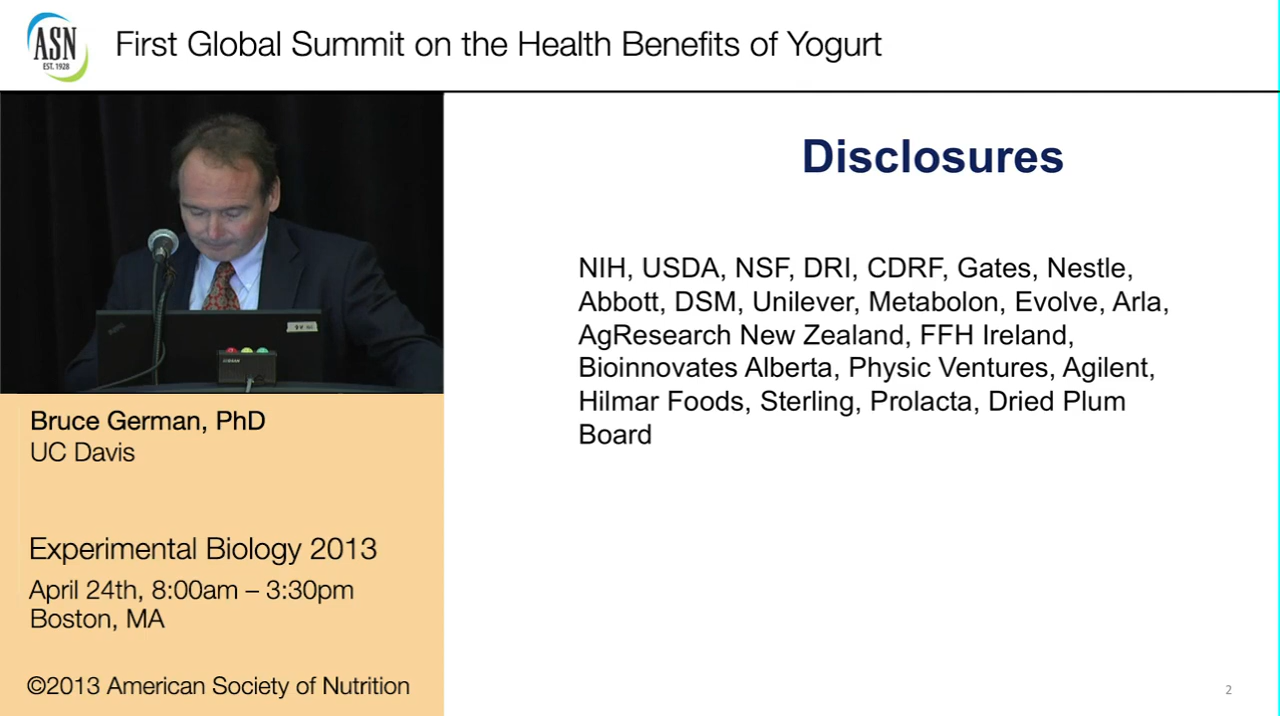 ASN
EST. 1928
First Global Summit on the Health Benefits of Yogurt
Disclosures
NIH, USDA, NSF, DRI, CDRF, Gates, Nestle,
Abbott, DSM, Unilever, Metabolon, Evolve, Arla,
AgResearch New Zealand, FFH Ireland,
Bioinnovates Alberta, Physic Ventures, Agilent,
Hilmar Foods, Sterling, Prolacta, Dried Plum
Board
Bruce German, PhD
UC Davis
Experimental Biology 2013
April 24th, 8:00am – 3:30pm
Boston, MA
©2013 American Society of Nutrition
2